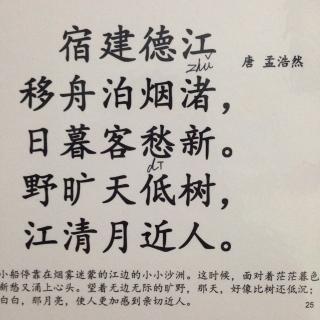 宿建德江
zhǔ
唐 孟浩然
移舟泊烟渚，
日暮客愁新。
dī
野旷天低树，
江清月近人。
小船停靠在烟雾迷蒙的江边的小小沙洲。这时候，面对着茫茫暮色
新愁又涌上心头。望着无边无际的旷野，那天，好像比树还低沉；
白白，那月亮，使人更加感到亲切近人。
25